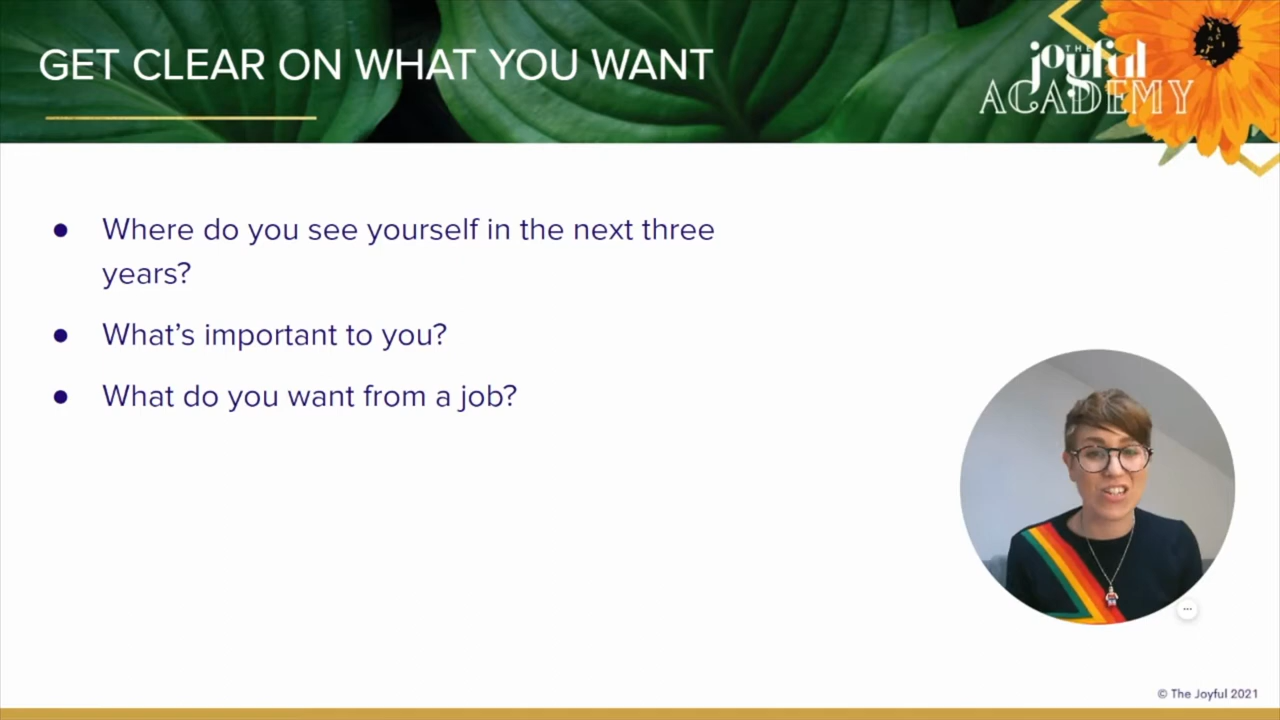 GET CLEAR ON WHAT YOU WANT
THE
joyful
ACADEMY
● Where do you see yourself in the next three
years?
● What's important to you?
● What do you want from a job?
© The Joyful 2021